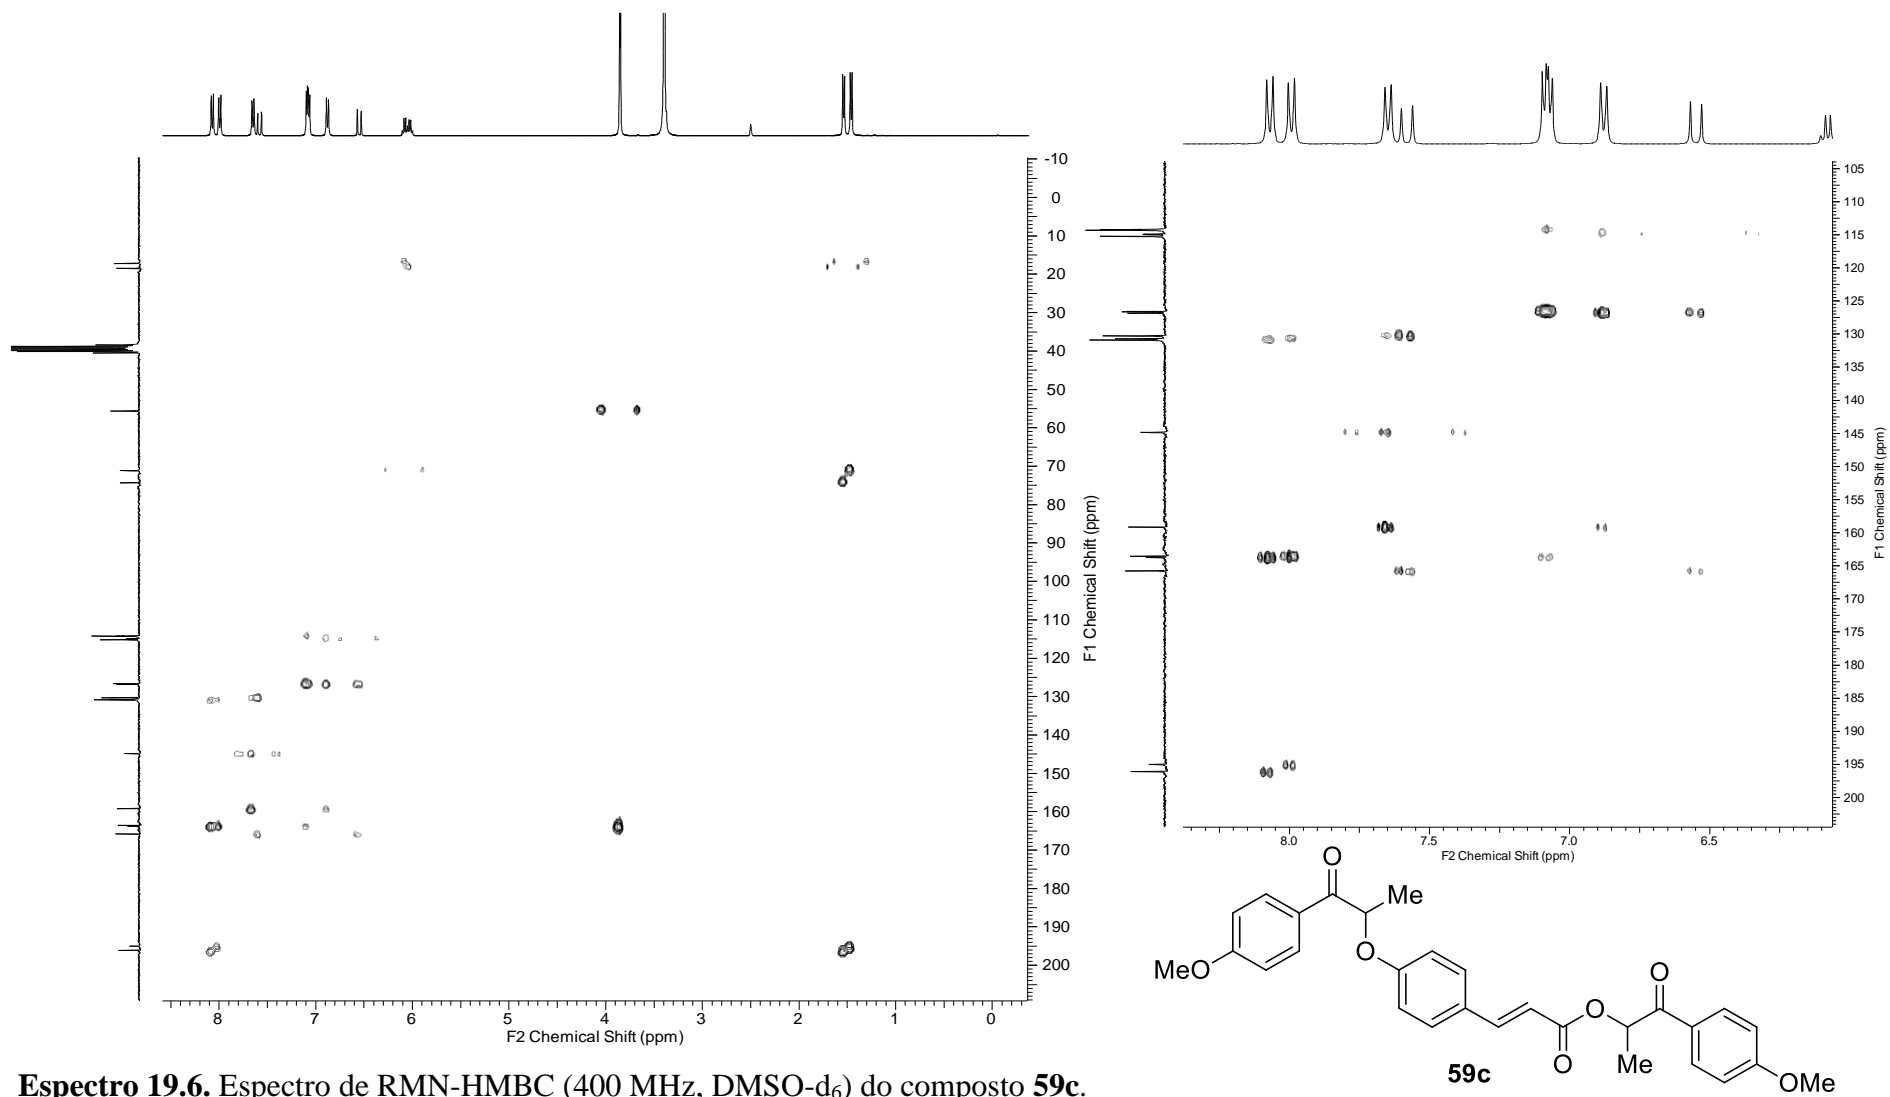 -10
0
10
20
30
40
50
60
70
80
90
100
110
120
130
140
150
160
170
180
190
200
F1 Chemical Shift (ppm)
8 7 6 5 4 3 2 1 0
F2 Chemical Shift (ppm)
105
110
115
120
125
130
135
140
145
150
155
160
165
170
175
180
185
190
195
200
F1 Chemical Shift (ppm)
8.0 7.5 7.0 6.5
F2 Chemical Shift (ppm)
O
Me
MeO
O
O
O
O
Me
OMe
59c
Espectro 19.6. Espectro de RMN-HMBC (400 MHz, DMSO-d6) do composto 59c.